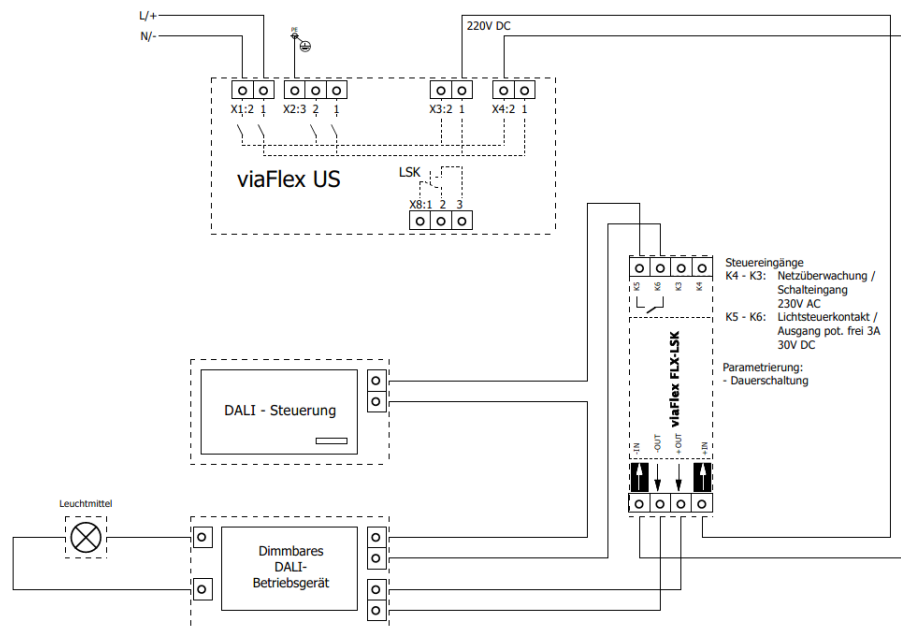 L/+
N/-
PE
220V DC
X1:2 1 X2:3 2 1 X3:2 1 X4:2 1
viaFlex US
LSK
X8:1 2 3
K5 K6 K3 K4
Steuereingänge
K4 - K3: Netzüberwachung /
Schalteingang
230V AC
K5 - K6: Lichtsteuerkontakt /
Ausgang pot. frei 3A
30V DC
Parametrierung:
- Dauerschaltung
viaFlex FLX-LSK
-IN -OUT +OUT +IN
DALI - Steuerung
Leuchtmittel
Dimmbares
DALI-
Betriebsgerät